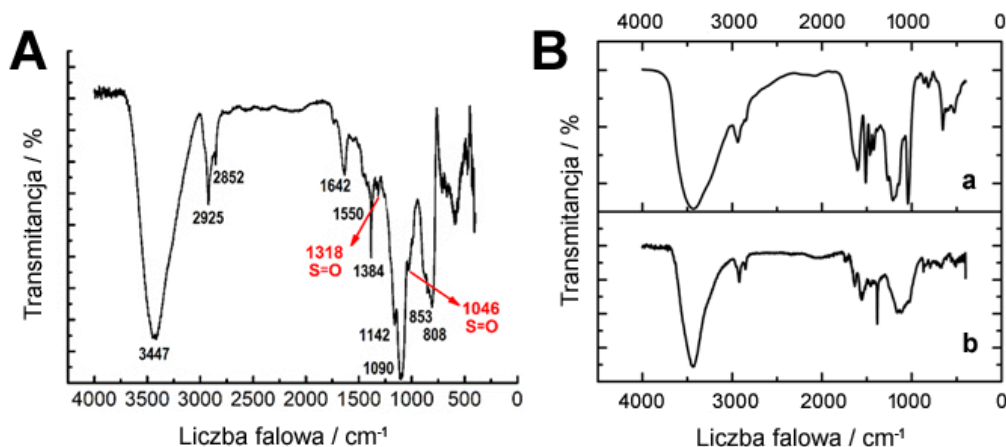 A
Transmitancja / %
2852
2925
1642
1550
1318
S=O
1384
1046
S=O
853
808
1142
1090
3447
4000 3500 3000 2500 2000 1500 1000 500 0
Liczba falowa / cm⁻¹
B
4000 3000 2000 1000 0
Transmitancja / %
a
b
4000 3000 2000 1000 0
Liczba falowa / cm⁻¹